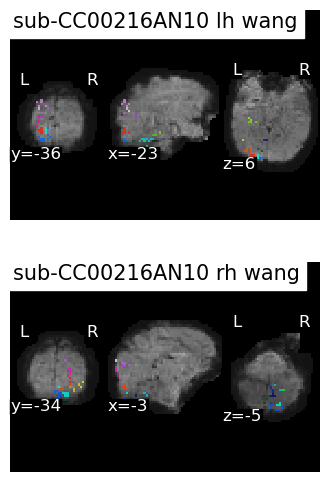 sub-CC00216AN10 lh wang
L R L R
y=-36 x=-23 z=6
sub-CC00216AN10 rh wang
L R L R
y=-34 x=-3 z=-5